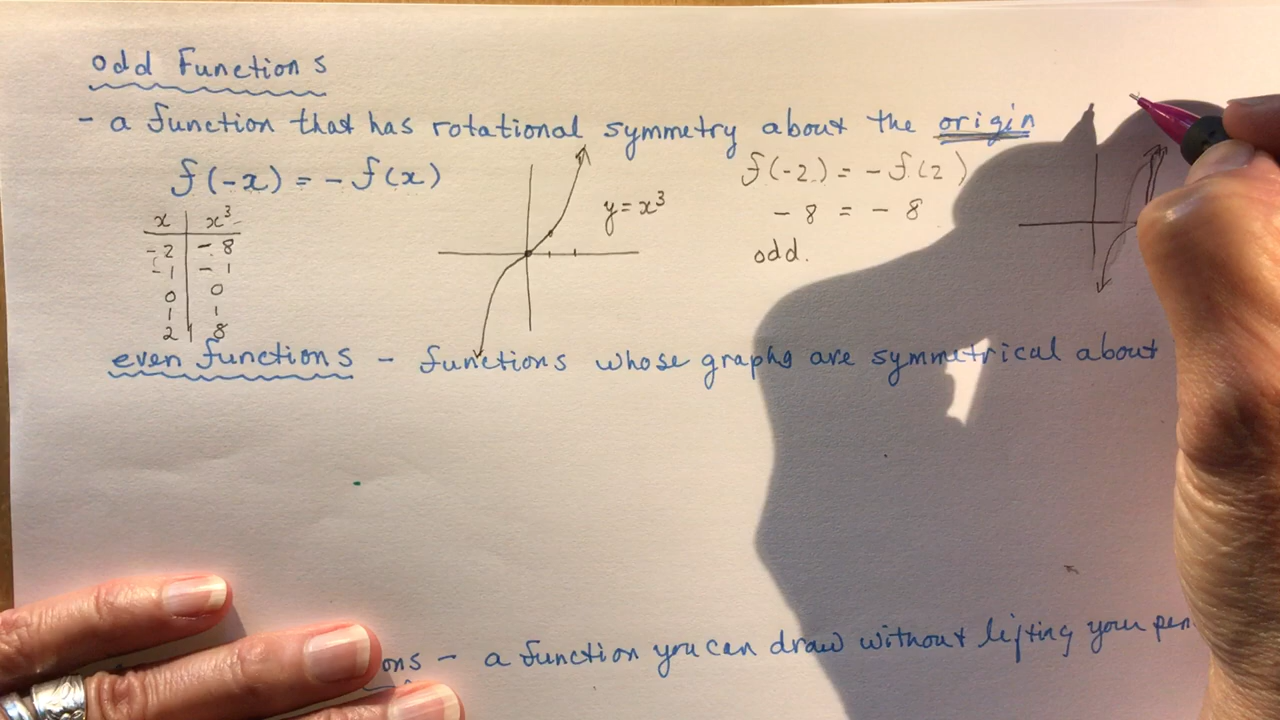 odd Functions
- a function that has rotational symmetry about the origin
f(-x) = - f(x)
x x³
-2 -8
-1 -1
0 0
1 1
2 8
y = x³
f(-2) = - f(2)
- 8 = - 8
odd.
even functions - functions whose graphs are symmetrical about
ons - a function you can draw without lifting your pen